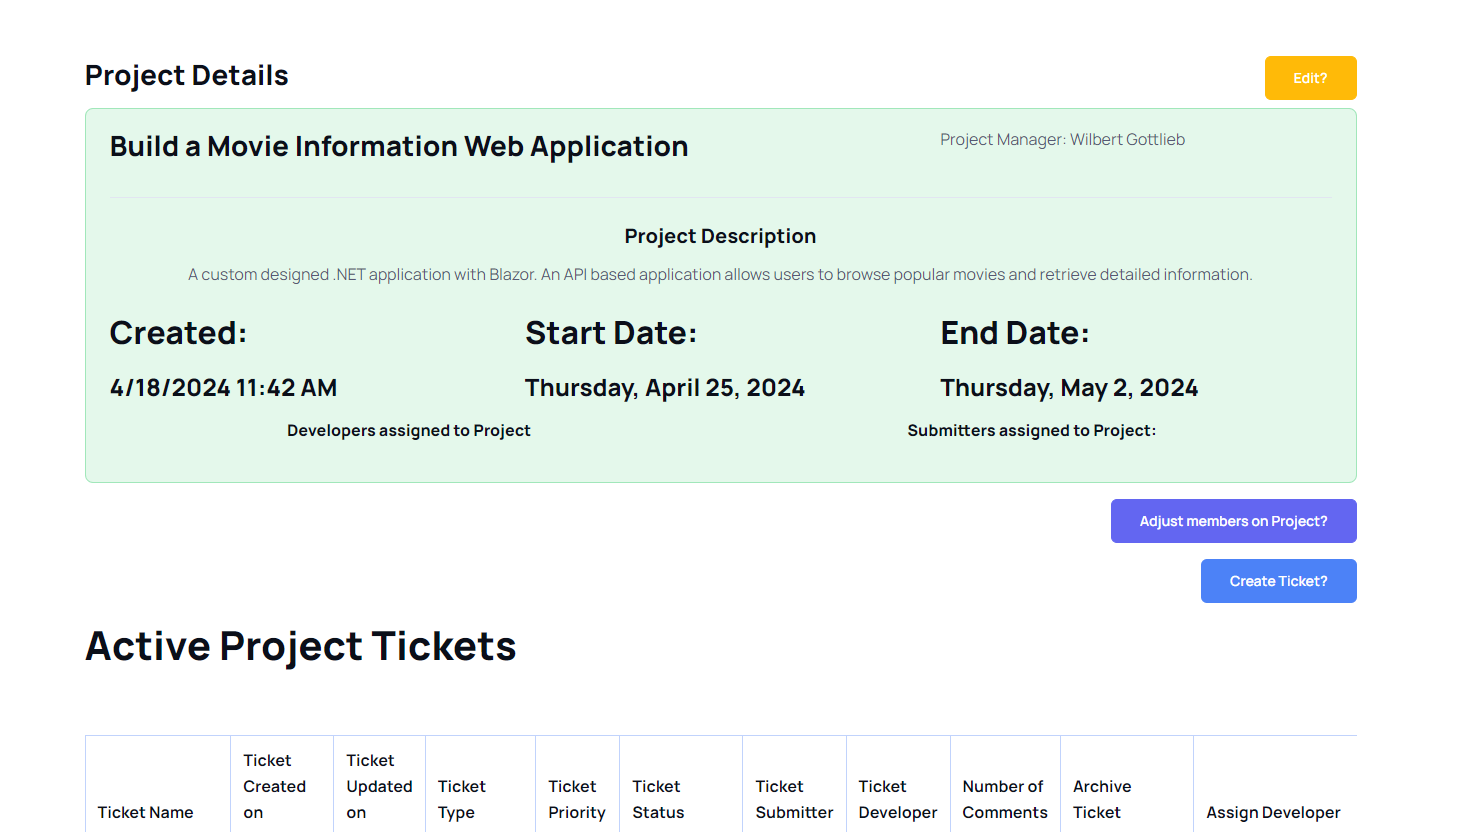 Project Details
Edit?
Build a Movie Information Web Application
Project Manager: Wilbert Gottlieb
Project Description
A custom designed .NET application with Blazor. An API based application allows users to browse popular movies and retrieve detailed information.
Created:
Start Date:
End Date:
4/18/2024 11:42 AM
Thursday, April 25, 2024
Thursday, May 2, 2024
Developers assigned to Project
Submitters assigned to Project:
Adjust members on Project?
Create Ticket?
Active Project Tickets
Ticket Name
Ticket
Created
on
Ticket
Updated
on
Ticket
Type
Ticket
Priority
Ticket
Status
Ticket
Submitter
Ticket
Developer
Number of
Comments
Archive
Ticket
Assign Developer